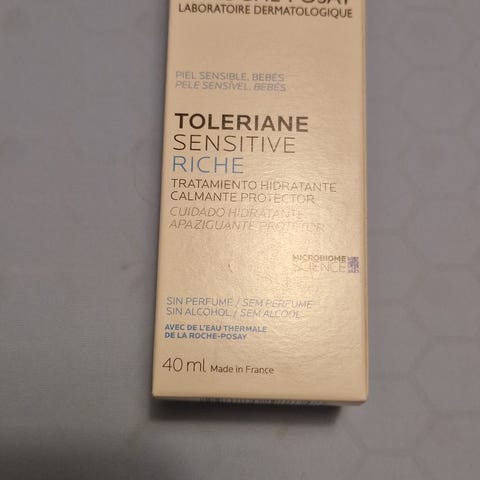 LABORATOIRE DERMATOLOGIQUE
PIEL SENSIBLE, BEBÉS
PELE SENSÍVEL, BEBÉS
TOLERIANE
SENSITIVE
RICHE
TRATAMIENTO HIDRATANTE
CALMANTE PROTECTOR
CUIDADO HIDRATANTE
APAZIGUANTE PROTETOR
MICROBIOME
SCIENCE
SIN PERFUME / SEM PERFUME
SIN ALCOHOL / SEM ALCOOL
AVEC DE L'EAU THERMALE
DE LA ROCHE-POSAY
40 ml Made in France